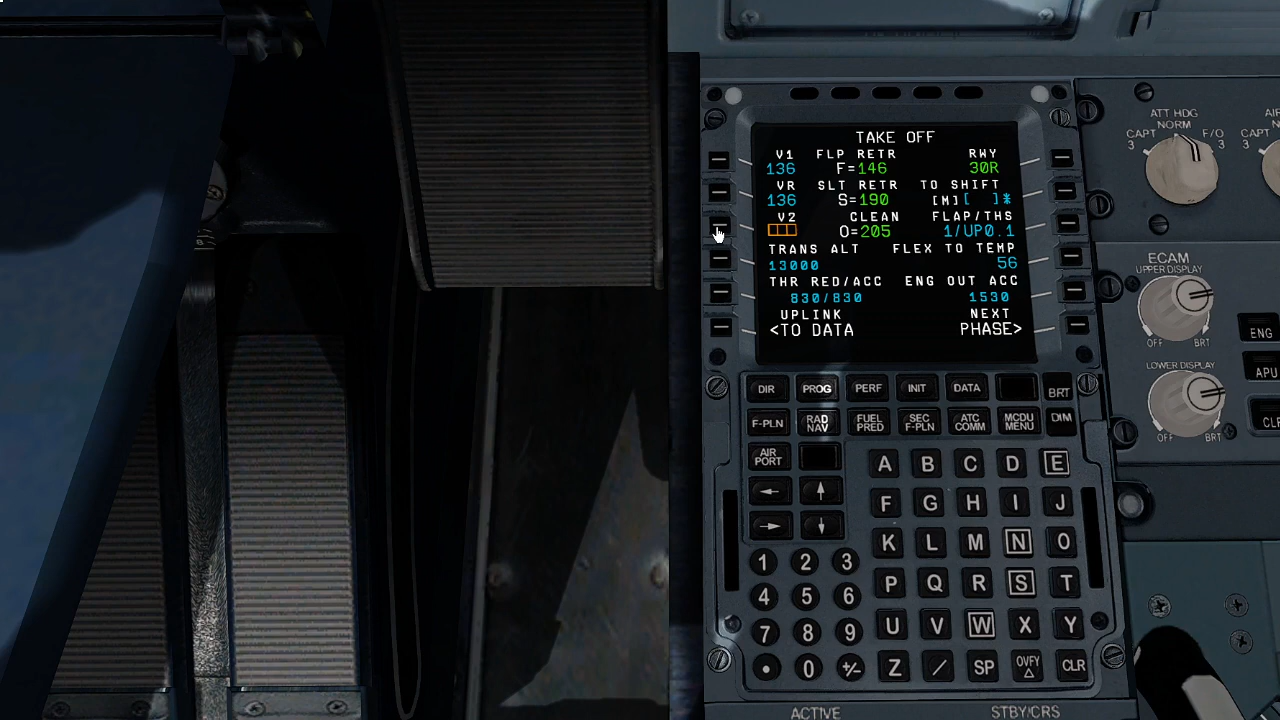 TAKE OFF
V1 FLP RETR RWY
136 F=146 30R
VR SLT RETR TO SHIFT
136 S=190 [M][ ]*
V2 CLEAN FLAP/THS
O=205 1/UP0.1
TRANS ALT FLEX TO TEMP
13000 56
THR RED/ACC ENG OUT ACC
830/830 1530
UPLINK NEXT
<TO DATA PHASE>
DIR PROG PERF INIT DATA BRT
F-PLN RAD NAV FUEL PRED SEC F-PLN ATC COMM MCDU MENU DIM
AIR PORT
← ↑
→ ↓
A B C D E
F G H I J
K L M N O
P Q R S T
U V W X Y
Z / SP OVFY △ CLR
1 2 3
4 5 6
7 8 9
• 0 +/-
ATT HDG
NORM
CAPT F/O
3 3
CAPT
3
ECAM
UPPER DISPLAY
OFF BRT
LOWER DISPLAY
OFF BRT
ENG
APU
ACTIVE STBY/CRS
8